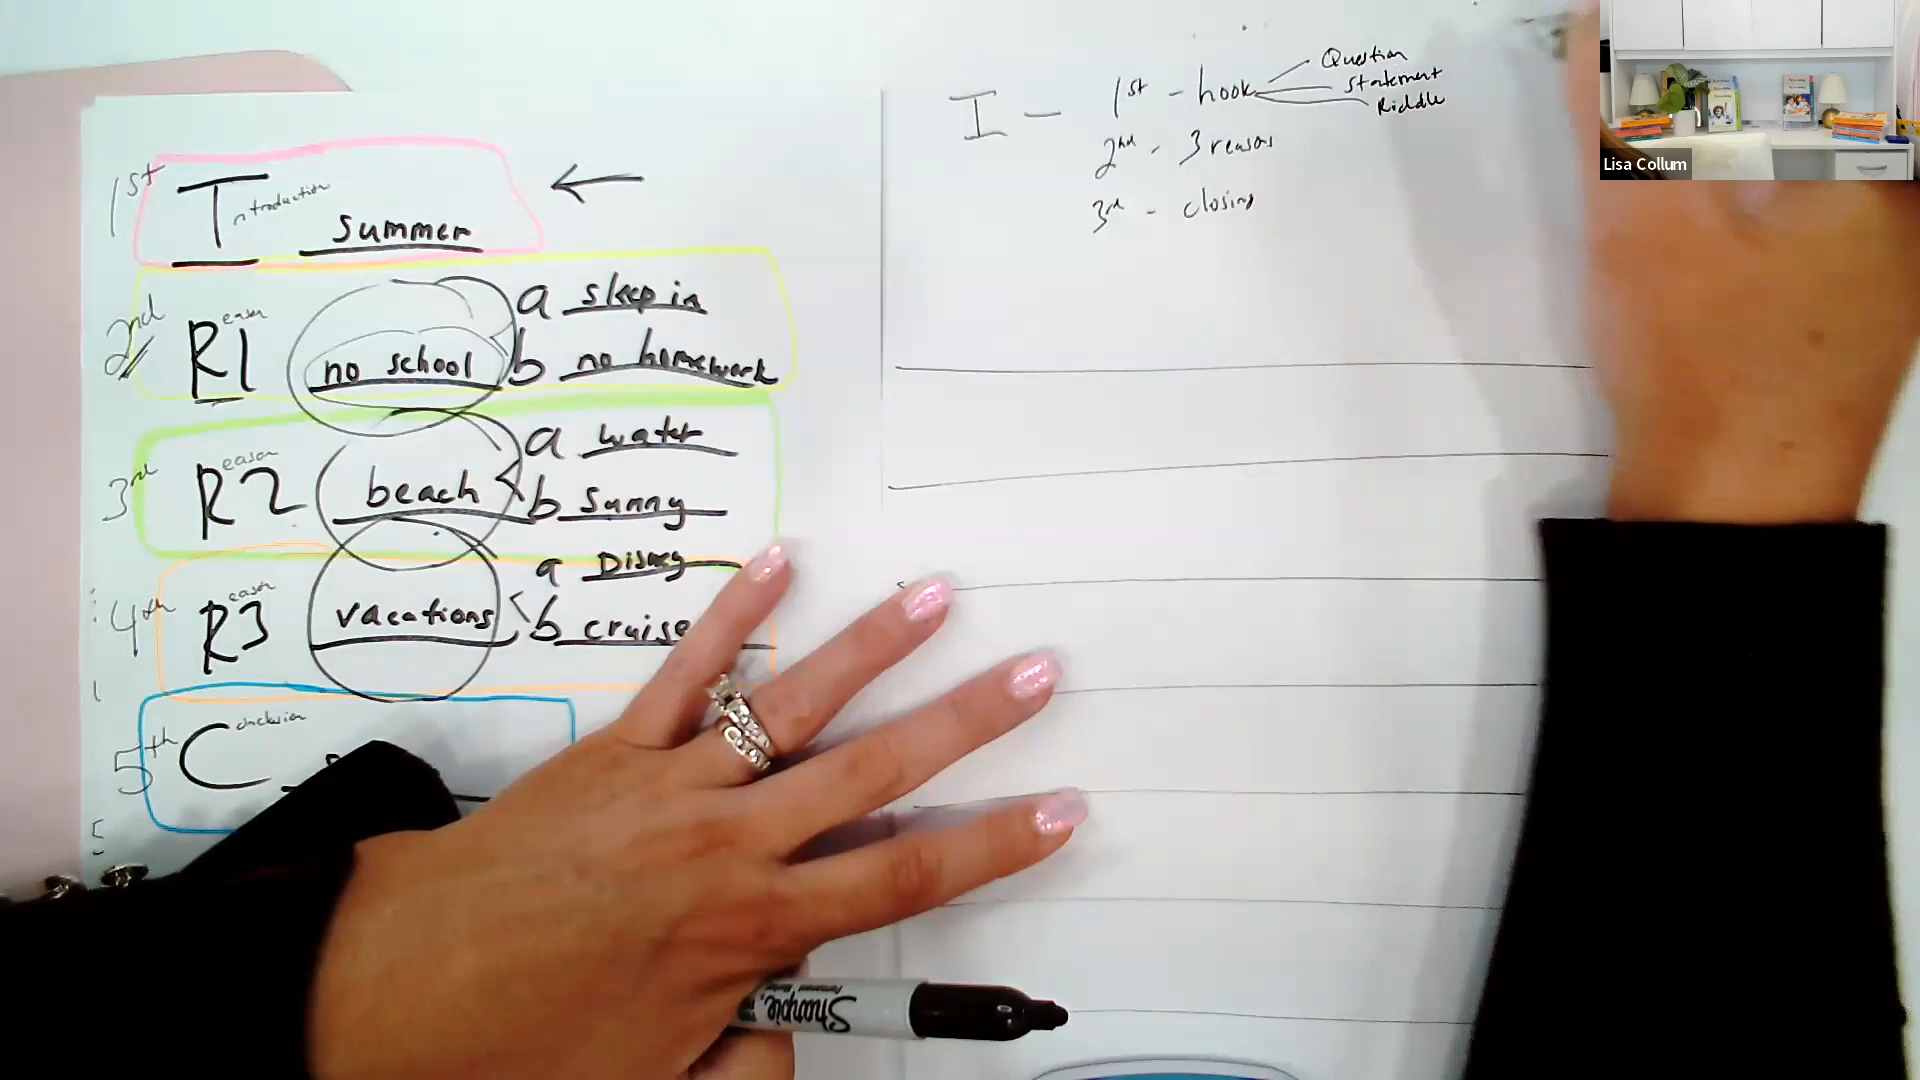 1st Introduction summer
2nd Reason R1 no school a sleep in
b no homework
3rd Reason R2 beach a water
b sunny
4th Reason R3 vacations a Disney
b cruise
5th Conclusion
I - 1st - hook Question
Statement
Riddle
2nd - 3 reasons
3rd - closing
Sharpie
Lisa Collum